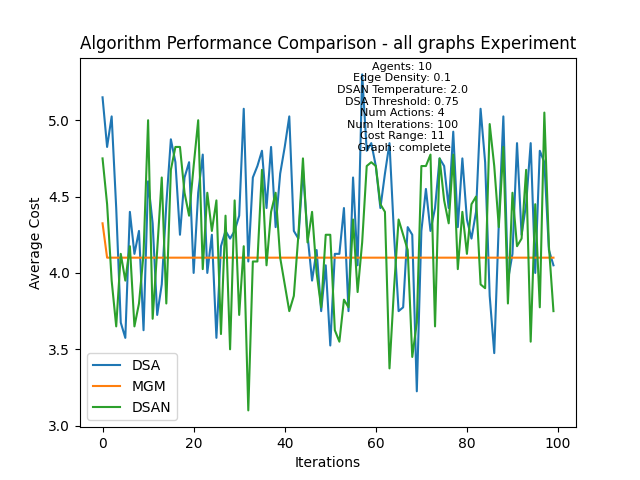 Algorithm Performance Comparison - all graphs Experiment
Agents: 10
Edge Density: 0.1
DSAN Temperature: 2.0
DSA Threshold: 0.75
Num Actions: 4
Num Iterations: 100
Cost Range: 11
Graph: complete
5.0
4.5
4.0
3.5
3.0
Average Cost
DSA
MGM
DSAN
0
20
40
60
80
100
Iterations